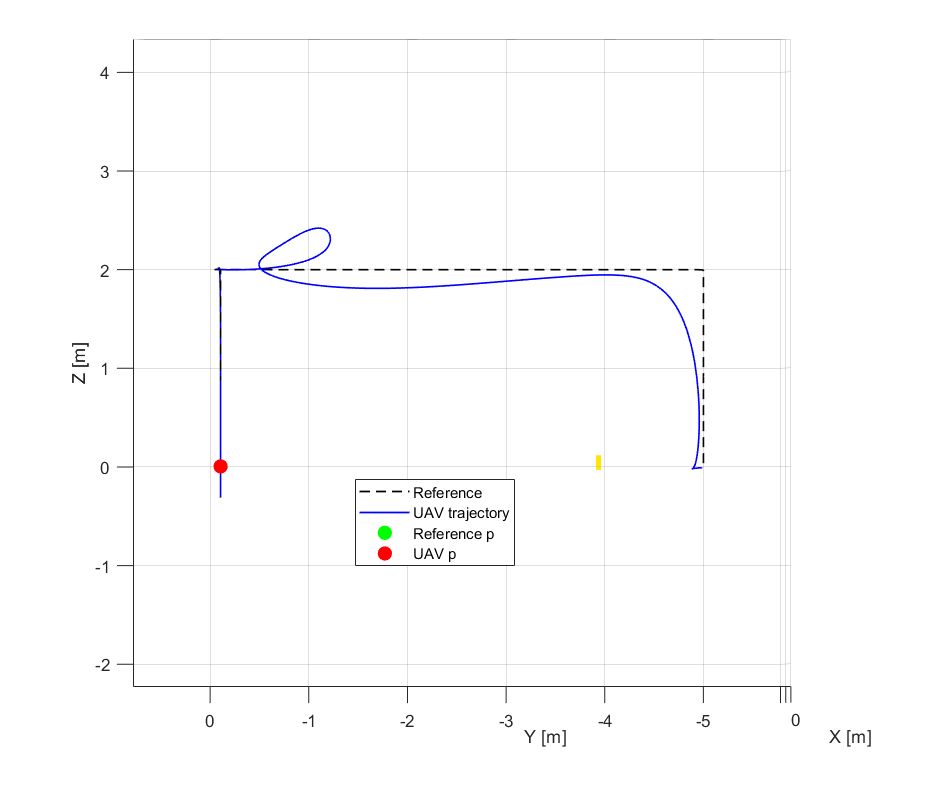 4
3
2
1
0
-1
-2
Z [m]
Reference
UAV trajectory
Reference p
UAV p
0
-1
-2
-3
-4
-5
0
Y [m]
X [m]